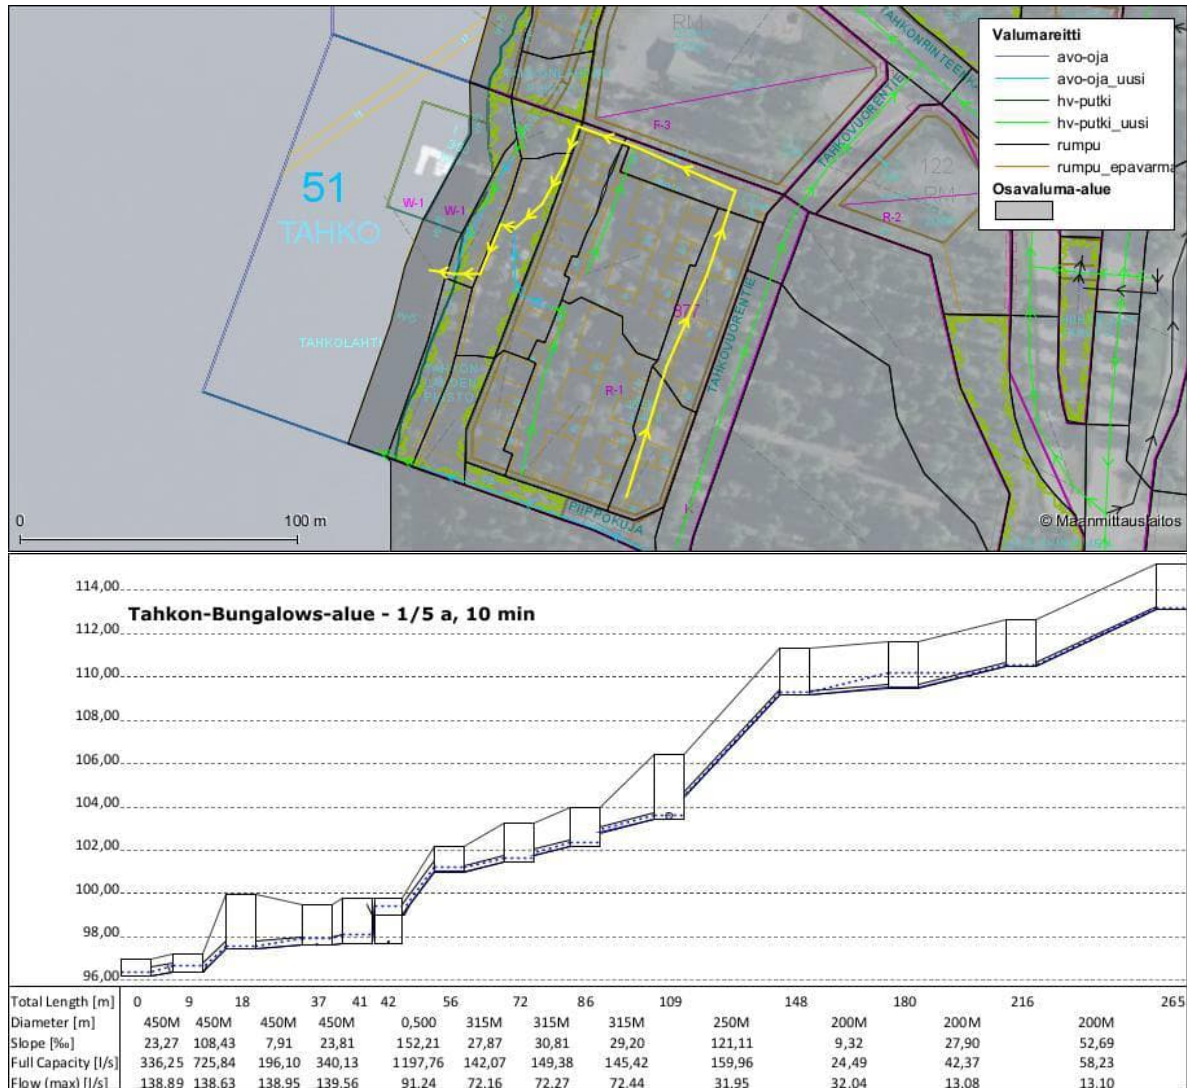 Valumareitti
avo-oja
avo-oja_uusi
hv-putki
hv-putki_uusi
rumpu
rumpu_epavarma
Osavaluma-alue
TAHKONRINTEENKA
RM
TAHKOVUORENTIE
F-3
122
RM
R-2
51
TAHKO
W-1
W-1
877
TAHKOVUORENTIE
TAHKOLAHTI
R-1
PIIPPOKUJA
K
0
100 m
© Maanmittauslaitos
Tahkon-Bungalows-alue - 1/5 a, 10 min
114,00
112,00
110,00
108,00
106,00
104,00
102,00
100,00
98,00
96,00
Total Length [m] 0 9 18 37 41 42 56 72 86 109 148 180 216 265
Diameter [m] 450M 450M 450M 450M 0,500 315M 315M 315M 250M 200M 200M 200M
Slope [‰] 23,27 108,43 7,91 23,81 152,21 27,87 30,81 29,20 121,11 9,32 27,90 52,69
Full Capacity [l/s] 336,25 725,84 196,10 340,13 1197,76 142,07 149,38 145,42 159,96 24,49 42,37 58,23
Flow (max) [l/s] 138,89 138,63 138,95 139,56 91,24 72,16 72,27 72,44 31,95 32,04 13,08 13,10